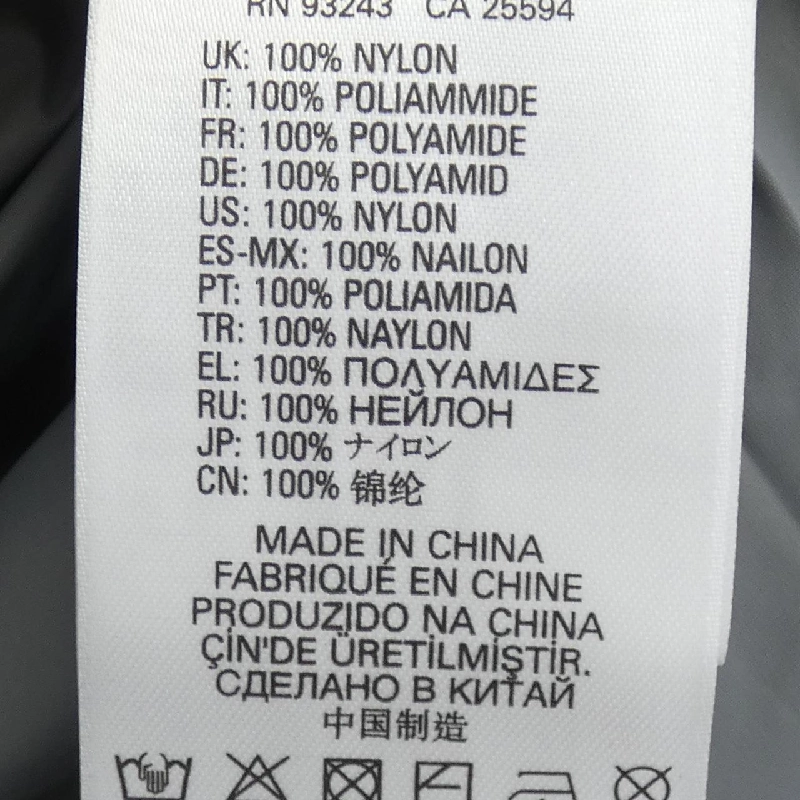 RN 93243 CA 25594
UK: 100% NYLON
IT: 100% POLIAMMIDE
FR: 100% POLYAMIDE
DE: 100% POLYAMID
US: 100% NYLON
ES-MX: 100% NAILON
PT: 100% POLIAMIDA
TR: 100% NAYLON
EL: 100% ΠΟΛΥΑΜΙΔΕΣ
RU: 100% НЕЙЛОН
JP: 100% ナイロン
CN: 100% 锦纶
MADE IN CHINA
FABRIQUÉ EN CHINE
PRODUZIDO NA CHINA
ÇİN'DE ÜRETİLMİŞTİR.
СДЕЛАНО В КИТАЙ
中国制造